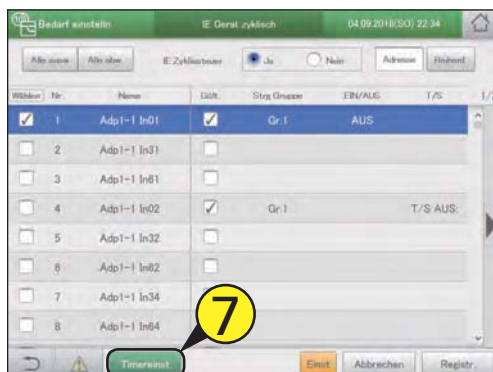 Bedarf einstelln IE Gerat zyklisch 04.09.2018(SO) 22:34
Alle ausw Alle abw. IE Zyklussteuer Ja Nein Adresse
Wählen Nr. Name Gült. Strg Gruppe EIN/AUS T/S 1/
1 Adp1-1 In01 Gr.1 AUS
2 Adp1-1 In31
3 Adp1-1 In61
4 Adp1-1 In02 Gr.1 T/S AUS:
5 Adp1-1 In32
6 Adp1-1 In62
7 Adp1-1 In34
8 Adp1-1 In64
7
Timereinst. Einst Abbrechen Registr.